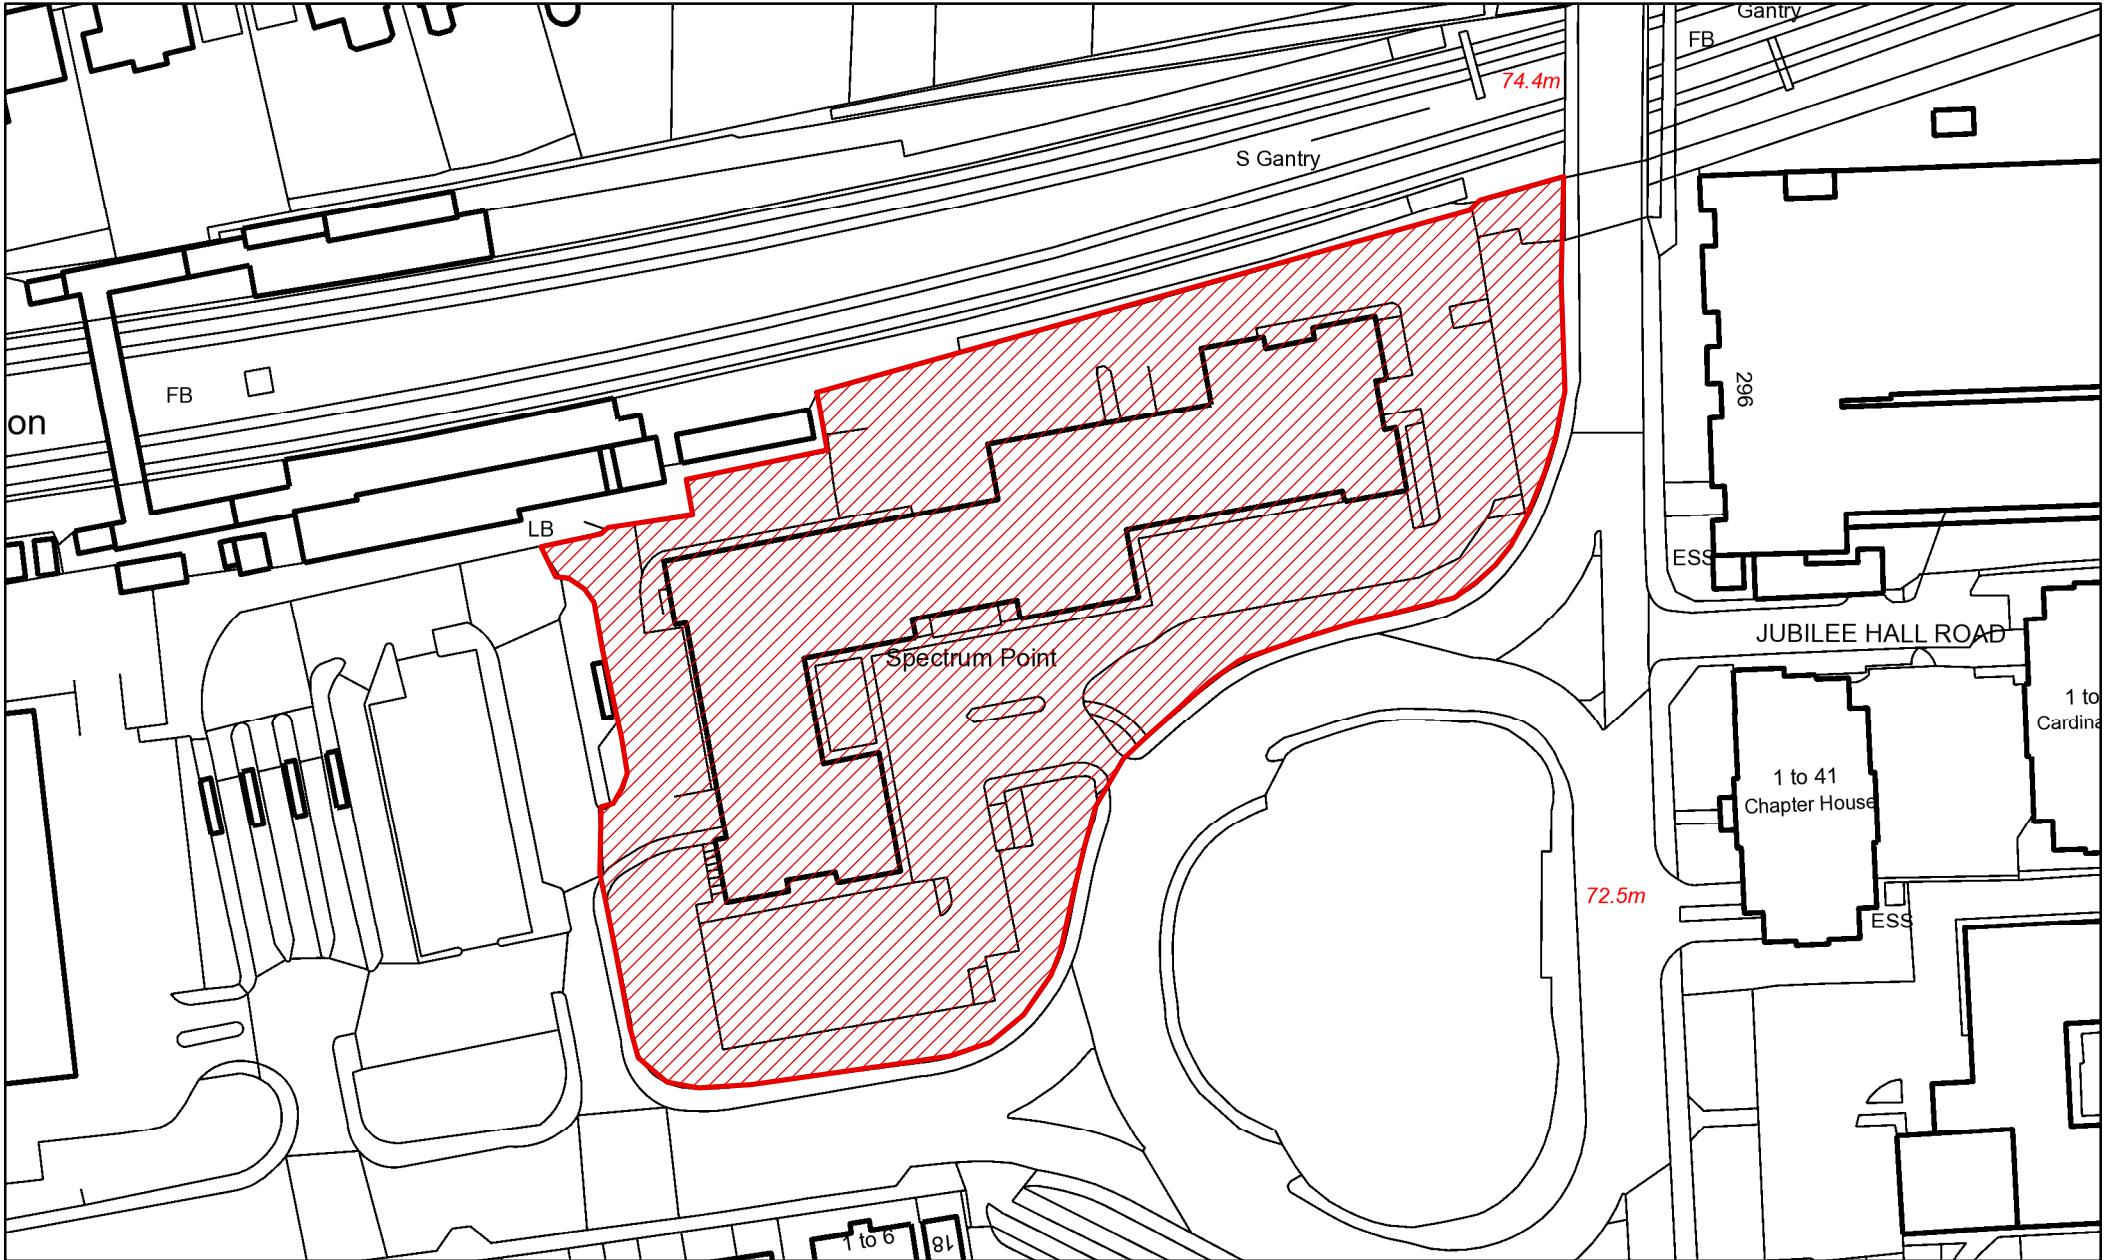 Gantry
FB
74.4m
S Gantry
FB
on
296
LB
ESS
JUBILEE HALL ROAD
Spectrum Point
1 to
Cardina
1 to 41
Chapter House
72.5m
ESS
1 to 6
18